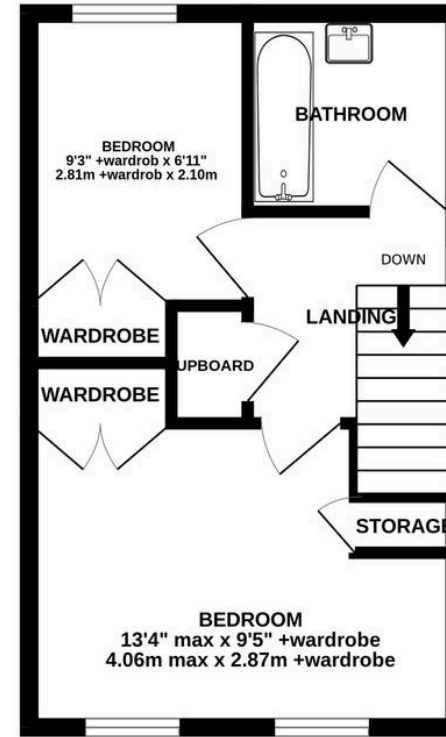 BATHROOM
BEDROOM
9'3" +wardrob x 6'11"
2.81m +wardrob x 2.10m
DOWN
LANDING
WARDROBE
UPBOARD
WARDROBE
STORAGE
BEDROOM
13'4" max x 9'5" +wardrobe
4.06m max x 2.87m +wardrobe